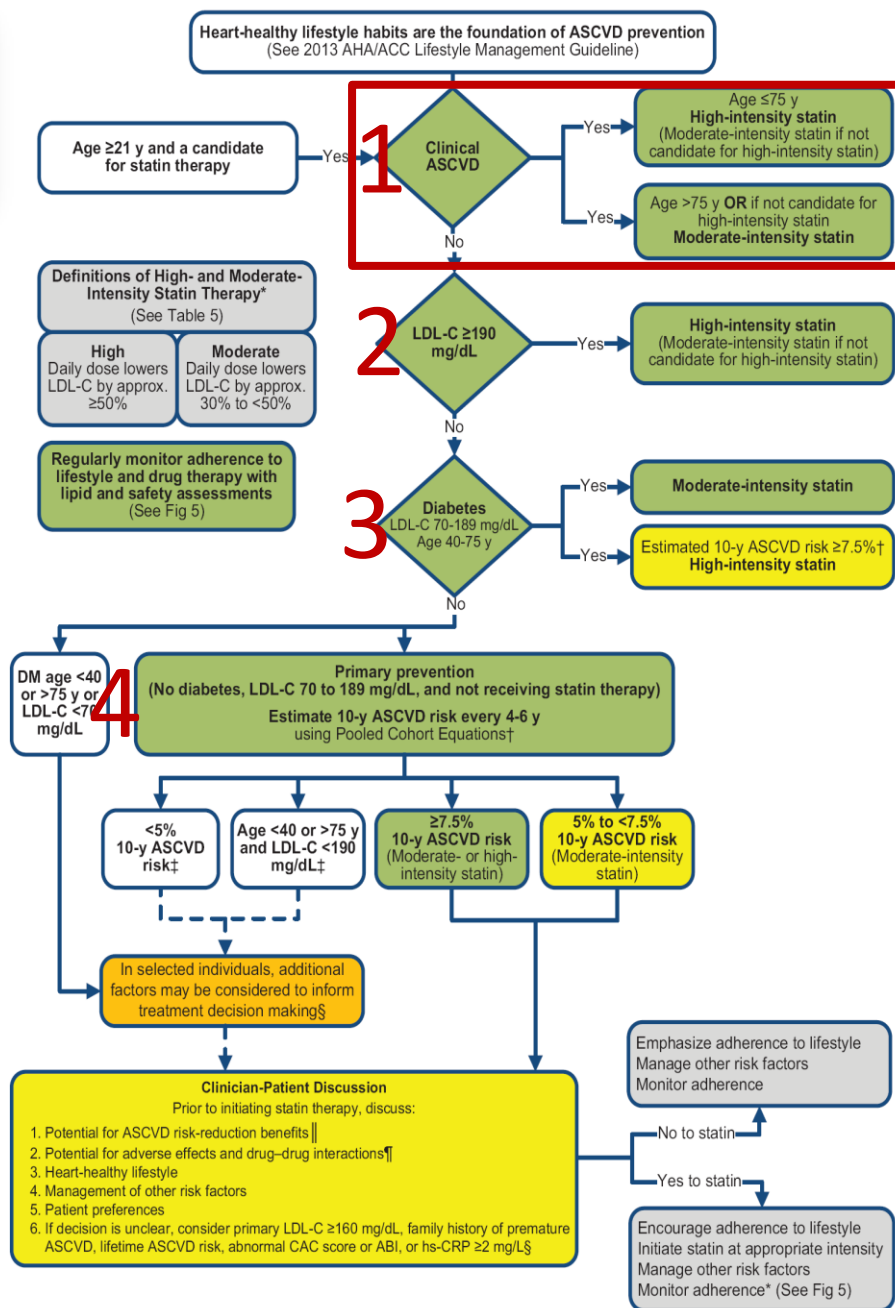 Heart-healthy lifestyle habits are the foundation of ASCVD prevention
(See 2013 AHA/ACC Lifestyle Management Guideline)
Age ≥21 y and a candidate
for statin therapy
Yes
1
Clinical
ASCVD
Yes
Age ≤75 y
High-intensity statin
(Moderate-intensity statin if not
candidate for high-intensity statin)
Yes
Age >75 y OR if not candidate for
high-intensity statin
Moderate-intensity statin
No
Definitions of High- and Moderate-
Intensity Statin Therapy*
(See Table 5)
High
Daily dose lowers
LDL-C by approx.
≥50%
Moderate
Daily dose lowers
LDL-C by approx.
30% to <50%
2
LDL-C ≥190
mg/dL
Yes
High-intensity statin
(Moderate-intensity statin if not
candidate for high-intensity statin)
No
Regularly monitor adherence to
lifestyle and drug therapy with
lipid and safety assessments
(See Fig 5)
3
Diabetes
LDL-C 70-189 mg/dL
Age 40-75 y
Yes
Moderate-intensity statin
Yes
Estimated 10-y ASCVD risk ≥7.5%†
High-intensity statin
No
DM age <40
or >75 y or
LDL-C <70
mg/dL
4
Primary prevention
(No diabetes, LDL-C 70 to 189 mg/dL, and not receiving statin therapy)
Estimate 10-y ASCVD risk every 4-6 y
using Pooled Cohort Equations†
<5%
10-y ASCVD
risk‡
Age <40 or >75 y
and LDL-C <190
mg/dL‡
≥7.5%
10-y ASCVD risk
(Moderate- or high-
intensity statin)
5% to <7.5%
10-y ASCVD risk
(Moderate-intensity
statin)
In selected individuals, additional
factors may be considered to inform
treatment decision making§
Clinician-Patient Discussion
Prior to initiating statin therapy, discuss:
1. Potential for ASCVD risk-reduction benefits‖
2. Potential for adverse effects and drug–drug interactions¶
3. Heart-healthy lifestyle
4. Management of other risk factors
5. Patient preferences
6. If decision is unclear, consider primary LDL-C ≥160 mg/dL, family history of premature
ASCVD, lifetime ASCVD risk, abnormal CAC score or ABI, or hs-CRP ≥2 mg/L§
No to statin
Emphasize adherence to lifestyle
Manage other risk factors
Monitor adherence
Yes to statin
Encourage adherence to lifestyle
Initiate statin at appropriate intensity
Manage other risk factors
Monitor adherence* (See Fig 5)